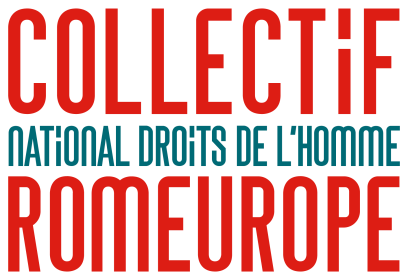 COLLECTIF
NATIONAL DROITS DE L'HOMME
ROMEUROPE